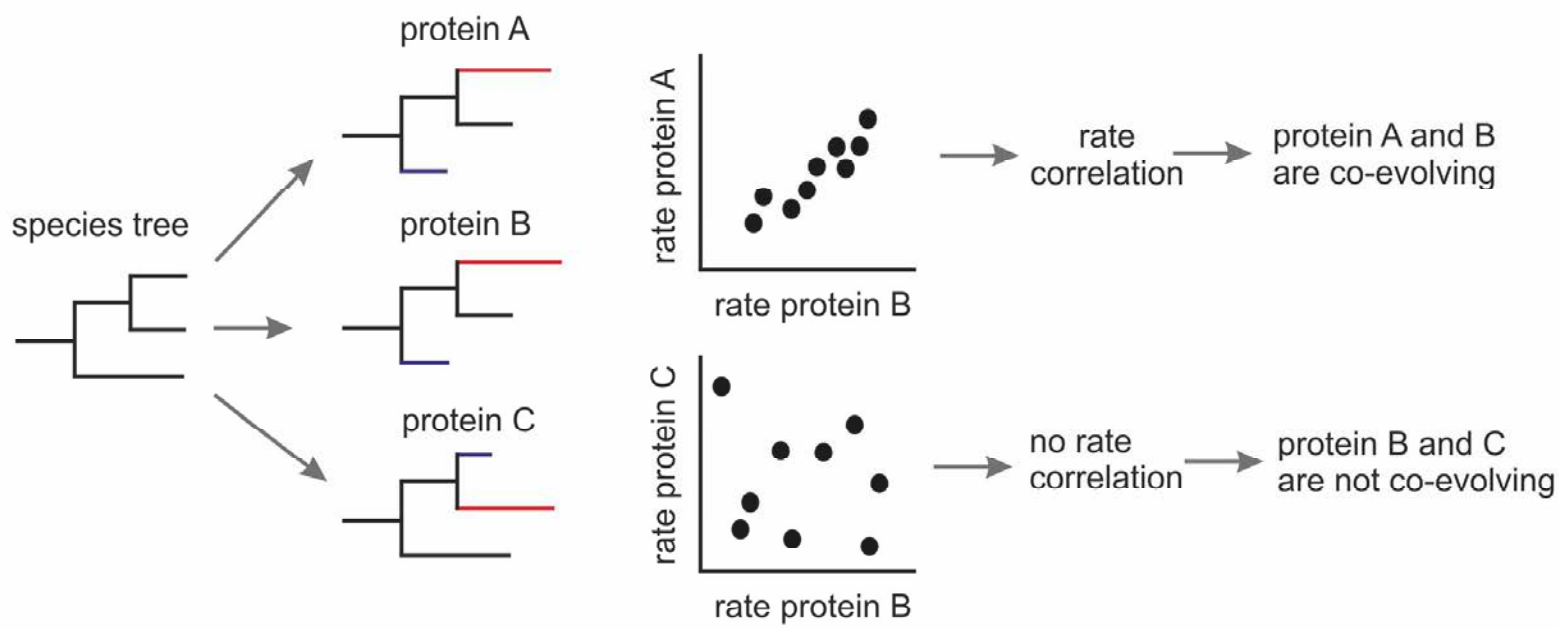 species tree
protein A
protein B
protein C
rate protein A
rate protein B
rate
correlation
protein A and B
are co-evolving
rate protein C
rate protein B
no rate
correlation
protein B and C
are not co-evolving